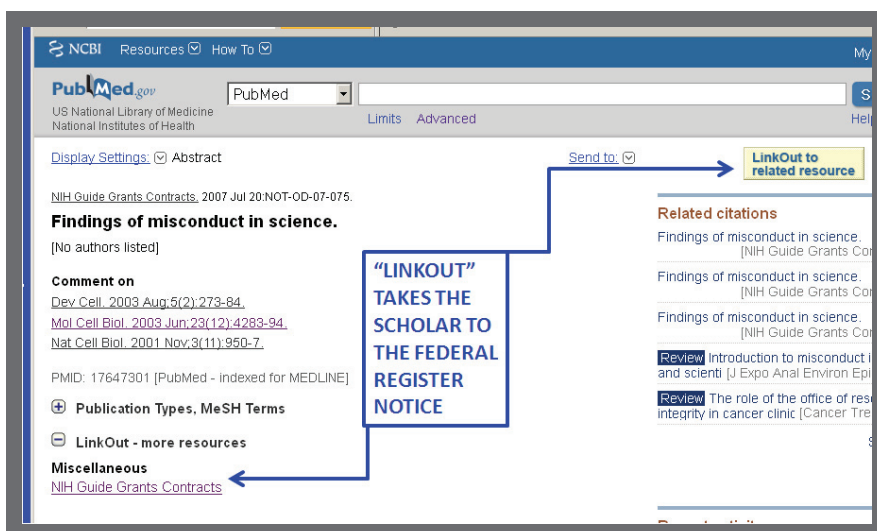 NCBI Resources How To My
PubMed.gov
US National Library of Medicine
National Institutes of Health
PubMed
S
Limits Advanced
Help
Display Settings: Abstract
Send to:
LinkOut to
related resource
NIH Guide Grants Contracts. 2007 Jul 20:NOT-OD-07-075.
Findings of misconduct in science.
[No authors listed]
Comment on
Dev Cell. 2003 Aug;5(2):273-84.
Mol Cell Biol. 2003 Jun;23(12):4283-94.
Nat Cell Biol. 2001 Nov;3(11):950-7.
PMID: 17647301 [PubMed - indexed for MEDLINE]
Publication Types, MeSH Terms
LinkOut - more resources
Miscellaneous
NIH Guide Grants Contracts
"LINKOUT"
TAKES THE
SCHOLAR TO
THE FEDERAL
REGISTER
NOTICE
Related citations
Findings of misconduct in science.
[NIH Guide Grants Cor
Findings of misconduct in science.
[NIH Guide Grants Cor
Findings of misconduct in science.
[NIH Guide Grants Cor
Review Introduction to misconduct i
and scienti [J Expo Anal Environ Epi
Review The role of the office of rese
integrity in cancer clinic [Cancer Tre